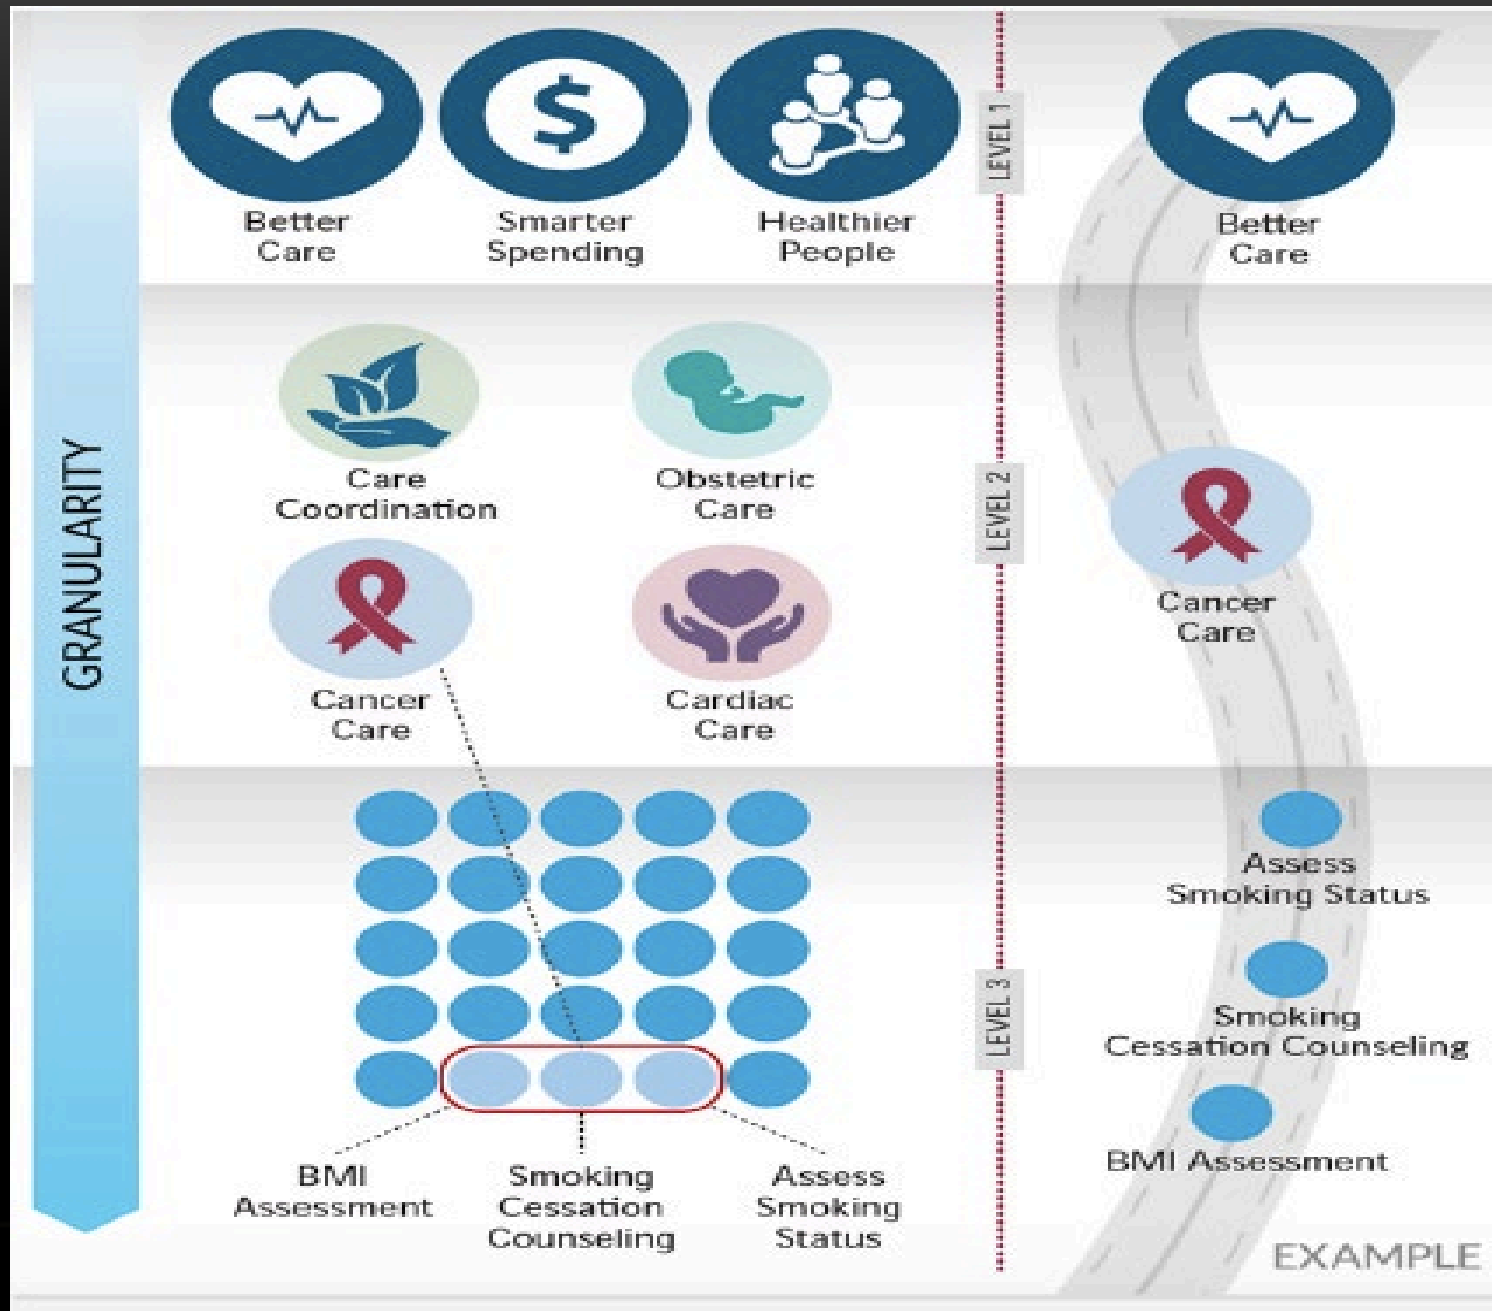 GRANULARITY
Better
Care
Smarter
Spending
$
Healthier
People
LEVEL 1
Better
Care
Care
Coordination
Obstetric
Care
Cancer
Care
Cardiac
Care
LEVEL 2
Cancer
Care
BMI
Assessment
Smoking
Cessation
Counseling
Assess
Smoking
Status
LEVEL 3
Assess
Smoking Status
Smoking
Cessation Counseling
BMI Assessment
EXAMPLE